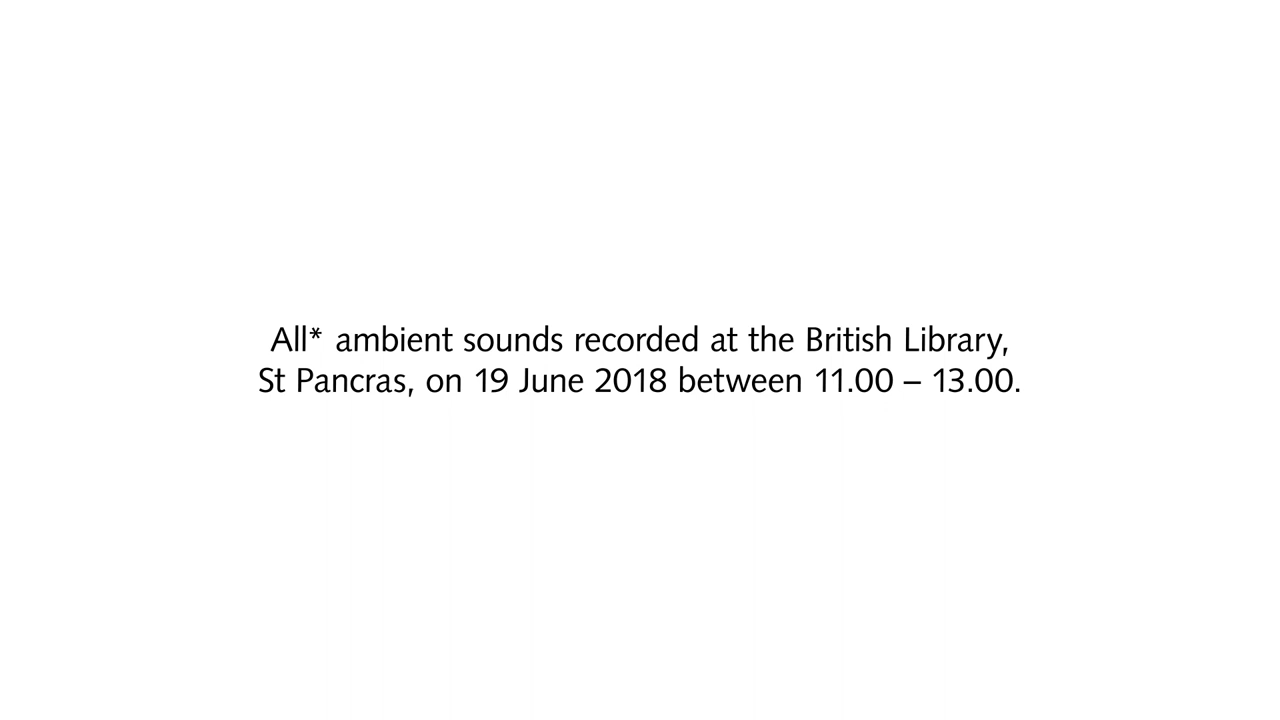 All* ambient sounds recorded at the British Library,
St Pancras, on 19 June 2018 between 11.00 – 13.00.